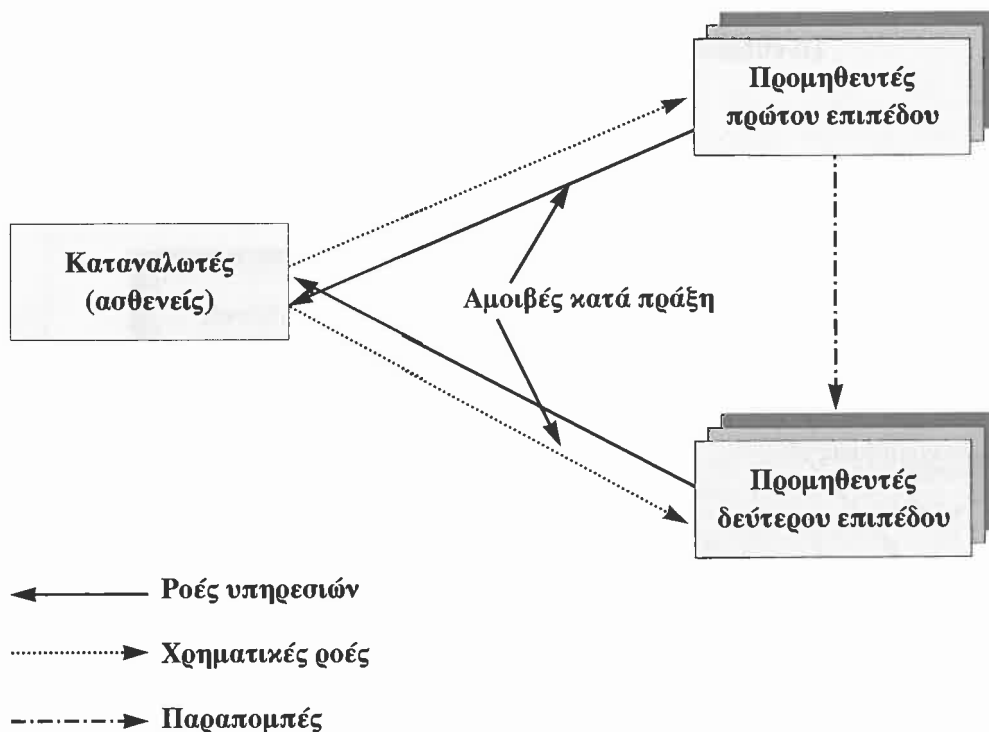 Προμηθευτές
πρώτου επιπέδου
Καταναλωτές
(ασθενείς)
Αμοιβές κατά πράξη
Προμηθευτές
δεύτερου επιπέδου
Ροές υπηρεσιών
Χρηματικές ροές
Παραπομπές